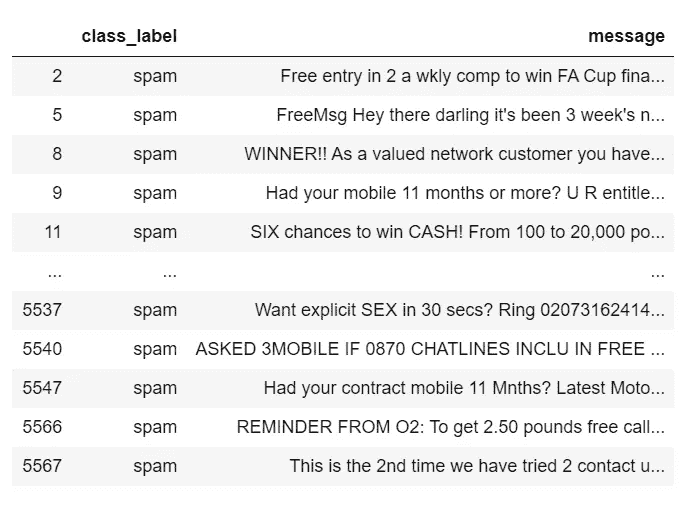 class_label message
2 spam Free entry in 2 a wkly comp to win FA Cup fina...
5 spam FreeMsg Hey there darling it's been 3 week's n...
8 spam WINNER!! As a valued network customer you have...
9 spam Had your mobile 11 months or more? U R entitle...
11 spam SIX chances to win CASH! From 100 to 20,000 po...
... ... ...
5537 spam Want explicit SEX in 30 secs? Ring 02073162414...
5540 spam ASKED 3MOBILE IF 0870 CHATLINES INCLU IN FREE ...
5547 spam Had your contract mobile 11 Mnths? Latest Moto...
5566 spam REMINDER FROM O2: To get 2.50 pounds free call...
5567 spam This is the 2nd time we have tried 2 contact u...